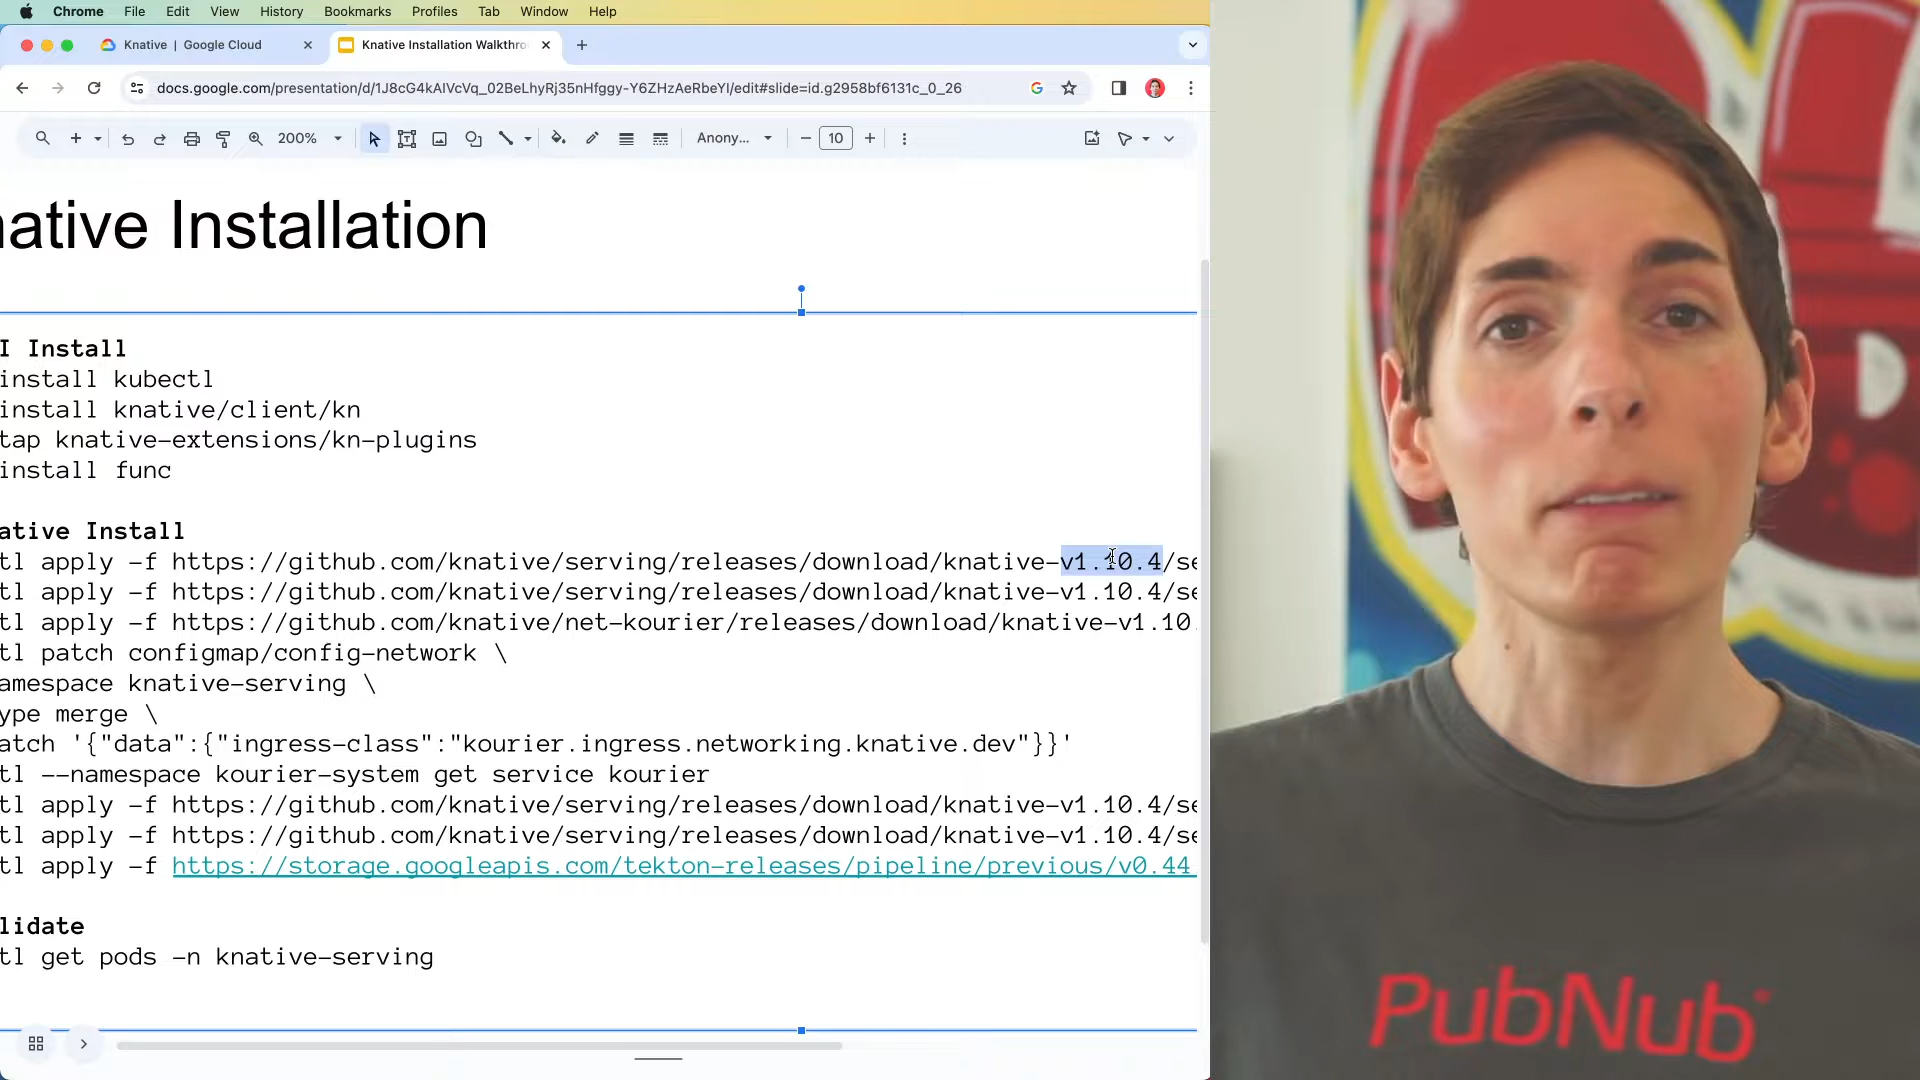 Chrome File Edit View History Bookmarks Profiles Tab Window Help
Knative | Google Cloud
Knative Installation Walkthro
docs.google.com/presentation/d/1J8cG4kAIVcVq_02BeLhyRj35nHfggy-Y6ZHzAeRbeYI/edit#slide=id.g2958bf6131c_0_26
200% Anony... 10
native Installation
I Install
install kubectl
install knative/client/kn
tap knative-extensions/kn-plugins
install func
ative Install
tl apply -f https://github.com/knative/serving/releases/download/knative-v1.10.4/se
tl apply -f https://github.com/knative/serving/releases/download/knative-v1.10.4/se
tl apply -f https://github.com/knative/net-kourier/releases/download/knative-v1.10.
tl patch configmap/config-network \
amespace knative-serving \
ype merge \
atch '{"data":{"ingress-class":"kourier.ingress.networking.knative.dev"}}'
tl --namespace kourier-system get service kourier
tl apply -f https://github.com/knative/serving/releases/download/knative-v1.10.4/se
tl apply -f https://github.com/knative/serving/releases/download/knative-v1.10.4/se
tl apply -f https://storage.googleapis.com/tekton-releases/pipeline/previous/v0.44.
lidate
tl get pods -n knative-serving
PubNub